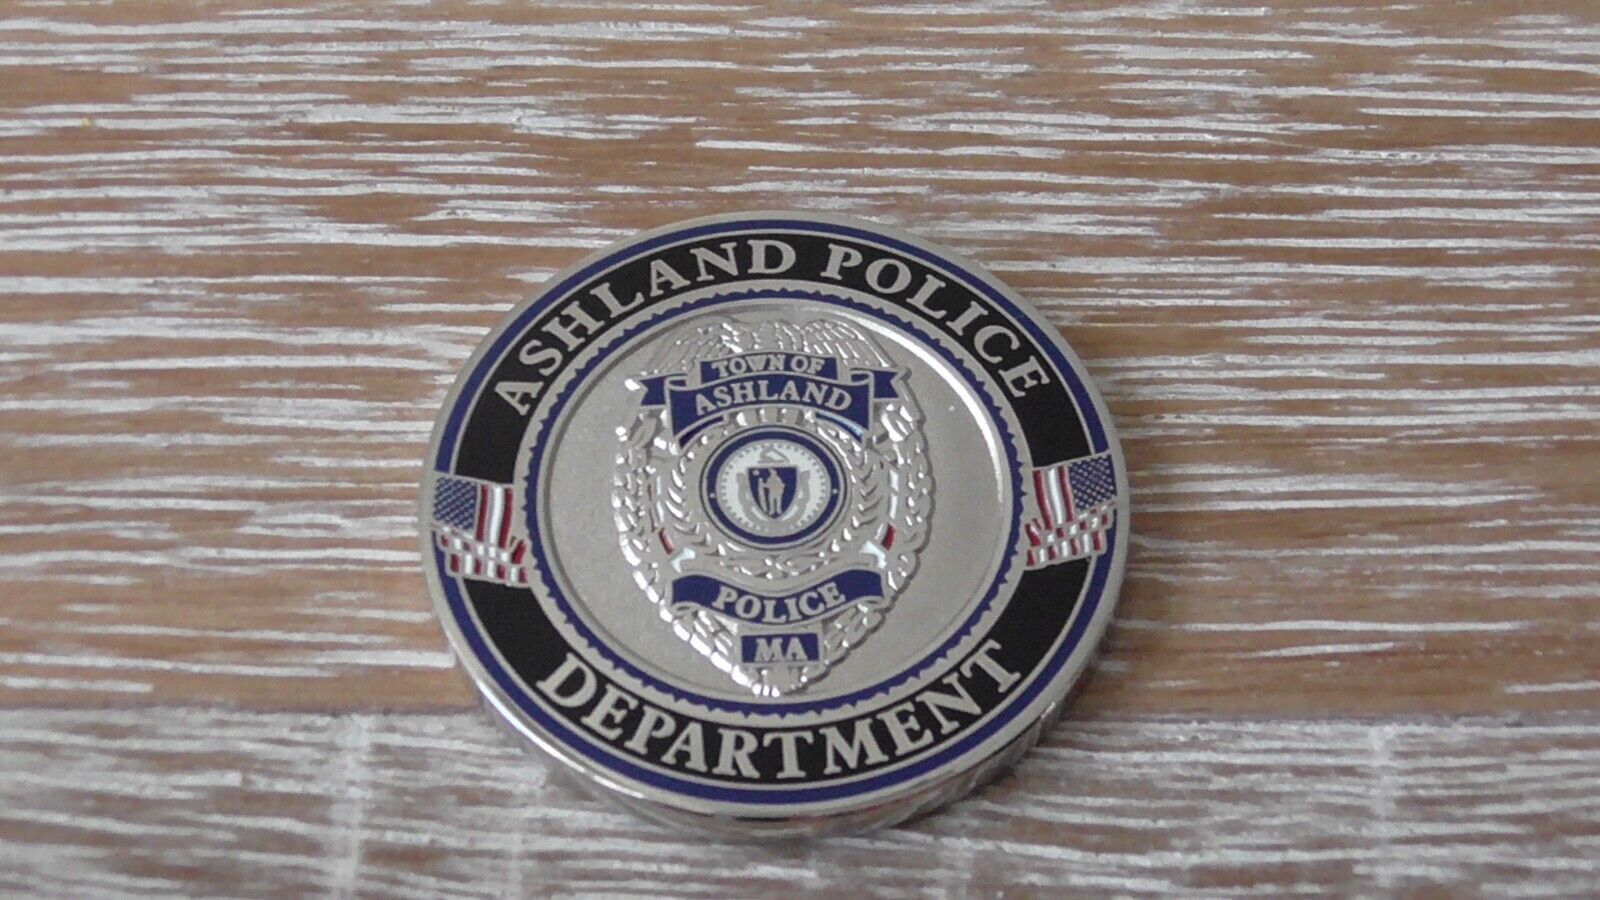 ASHLAND POLICE
TOWN OF
ASHLAND
POLICE
MA
DEPARTMENT